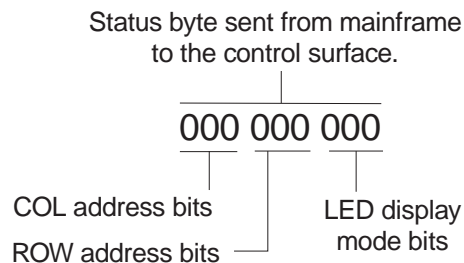 Status byte sent from mainframe
to the control surface.
000 000 000
COL address bits
ROW address bits
LED display
mode bits